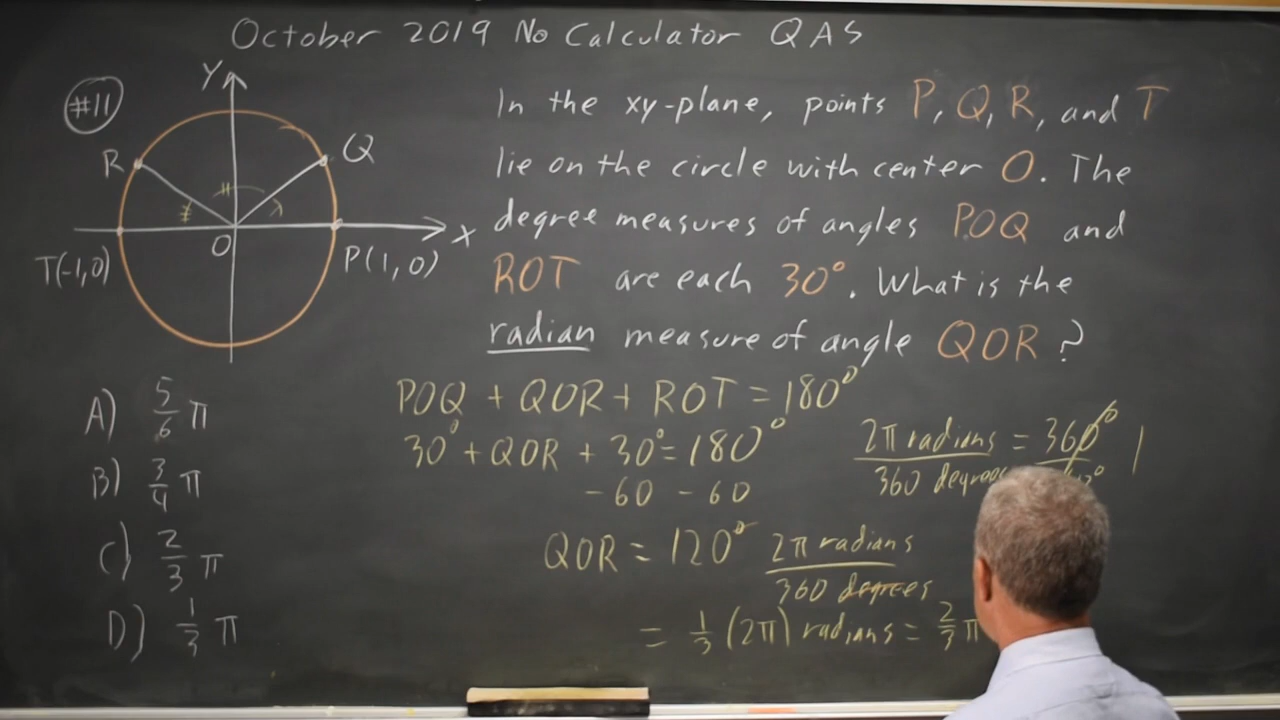 October 2019 No Calculator QAS
#11
Y
R
Q
O
X
T(-1,0)
P(1,0)
In the xy-plane, points P, Q, R, and T
lie on the circle with center O. The
degree measures of angles POQ and
ROT are each 30°. What is the
radian measure of angle QOR?
A) 5/6 π
B) 3/4 π
C) 2/3 π
D) 1/3 π
POQ + QOR + ROT = 180°
30° + QOR + 30° = 180°
-60 -60
QOR = 120° 2π radians / 360 degrees
= 1/3 (2π) radians = 2/3 π
2π radians / 360 degrees = 360°
1